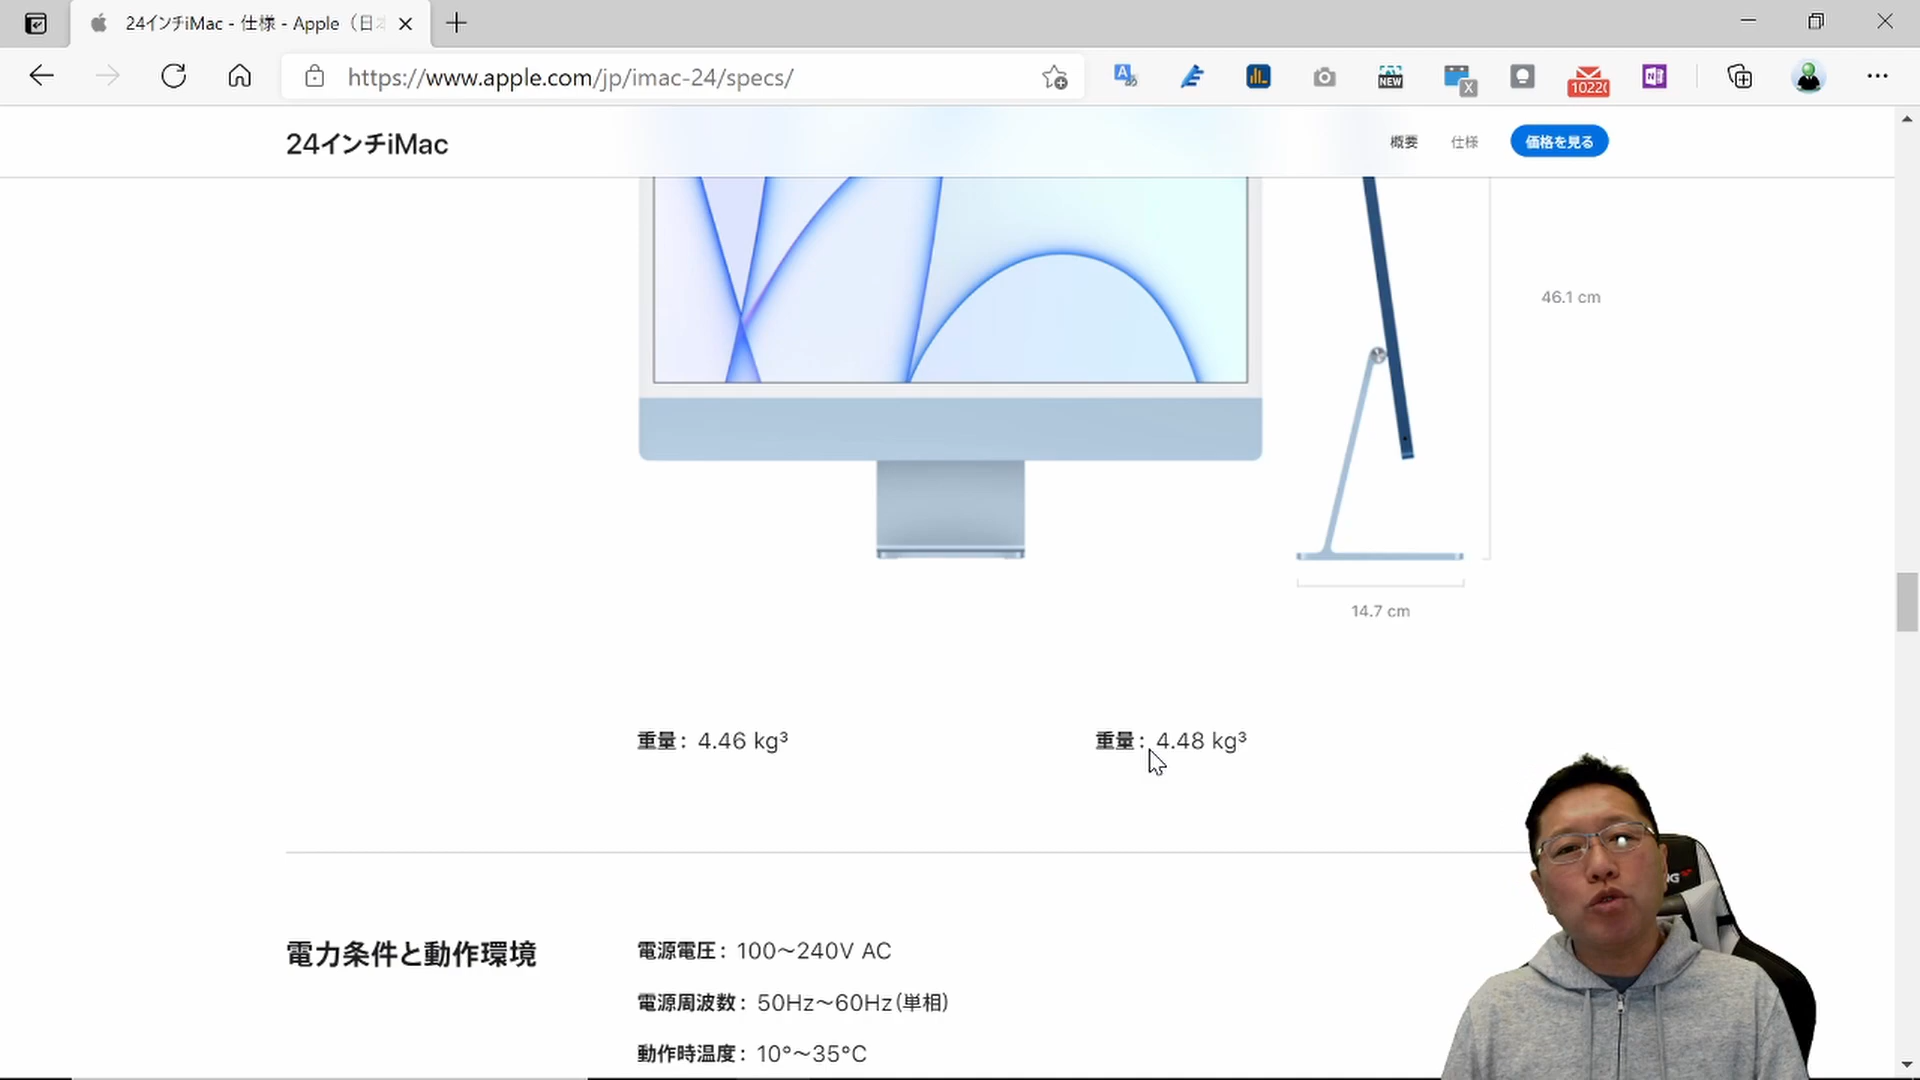 24インチiMac - 仕様 - Apple（日
https://www.apple.com/jp/imac-24/specs/
NEW
X
1022
24インチiMac
概要
仕様
価格を見る
46.1 cm
14.7 cm
重量： 4.46 kg³
重量： 4.48 kg³
電力条件と動作環境
電源電圧： 100〜240V AC
電源周波数： 50Hz〜60Hz（単相）
動作時温度： 10°〜35°C